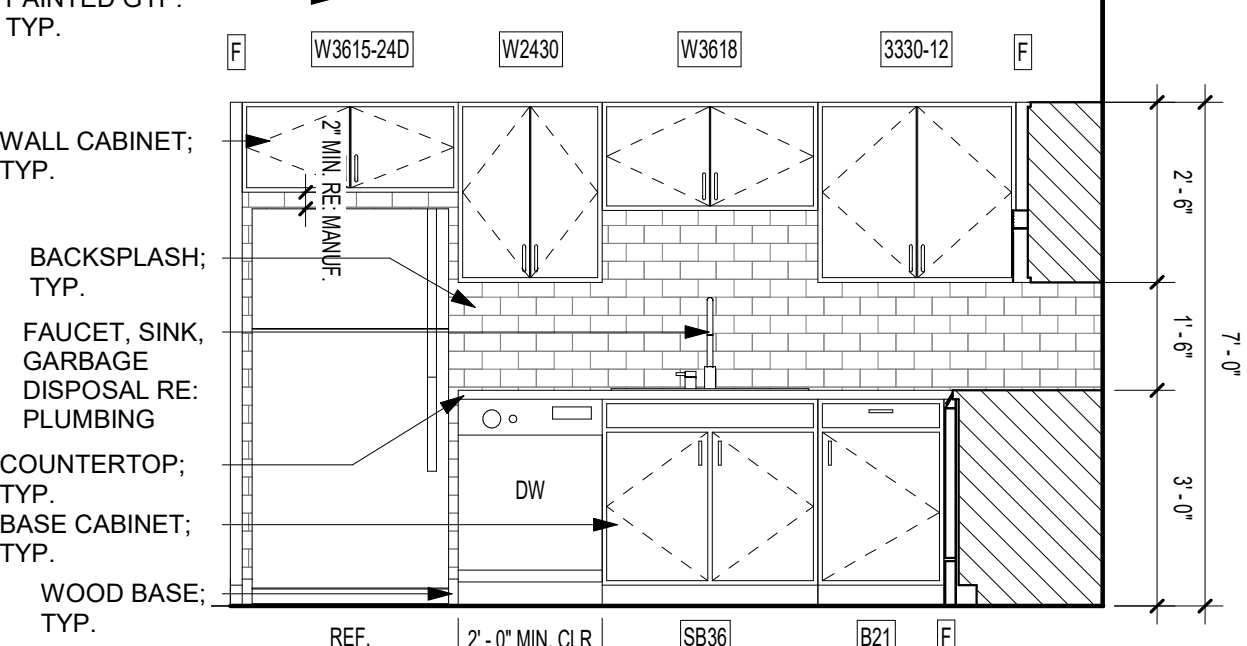 TYP.
F
W3615-24D
W2430
W3618
3330-12
F
WALL CABINET;
TYP.
2" MIN. RE: MANUF.
BACKSPLASH;
TYP.
FAUCET, SINK,
GARBAGE
DISPOSAL RE:
PLUMBING
COUNTERTOP;
TYP.
BASE CABINET;
TYP.
WOOD BASE;
TYP.
DW
2' - 6"
1' - 6"
3' - 0"
7' - 0"
REF.
2' - 0" MIN. CLR
SB36
B21
F